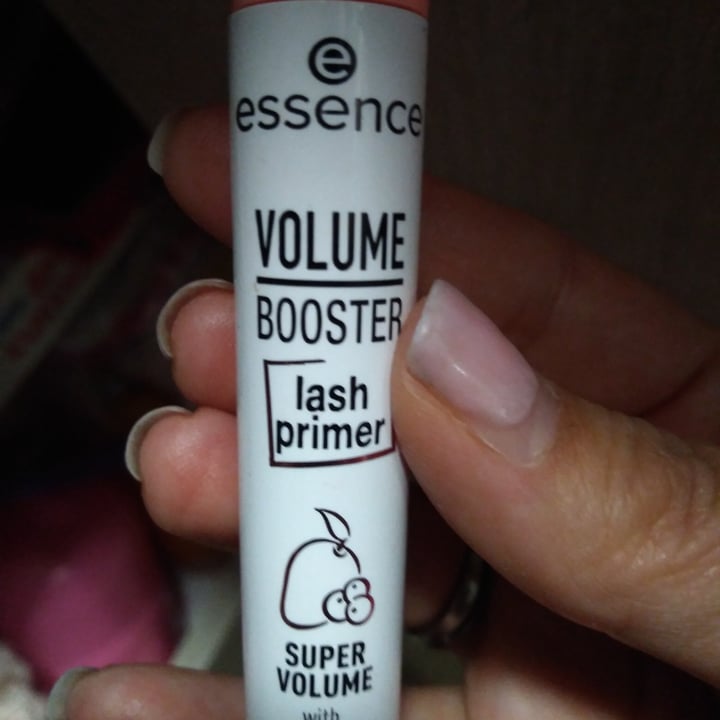 e
essence
VOLUME
BOOSTER
lash
primer
SUPER
VOLUME
with